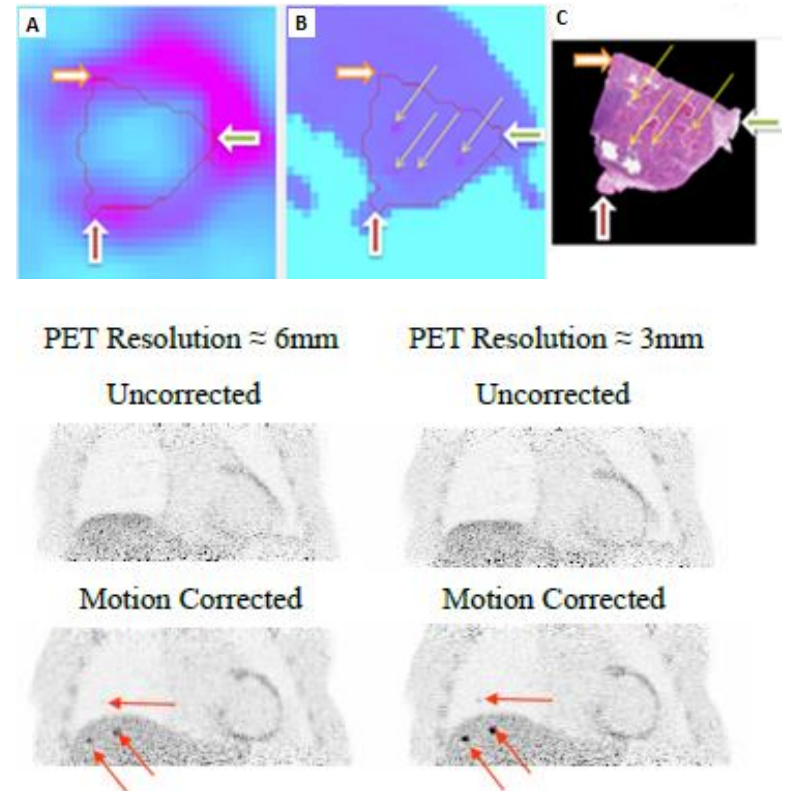 A
B
C
PET Resolution ≈ 6mm
PET Resolution ≈ 3mm
Uncorrected
Uncorrected
Motion Corrected
Motion Corrected